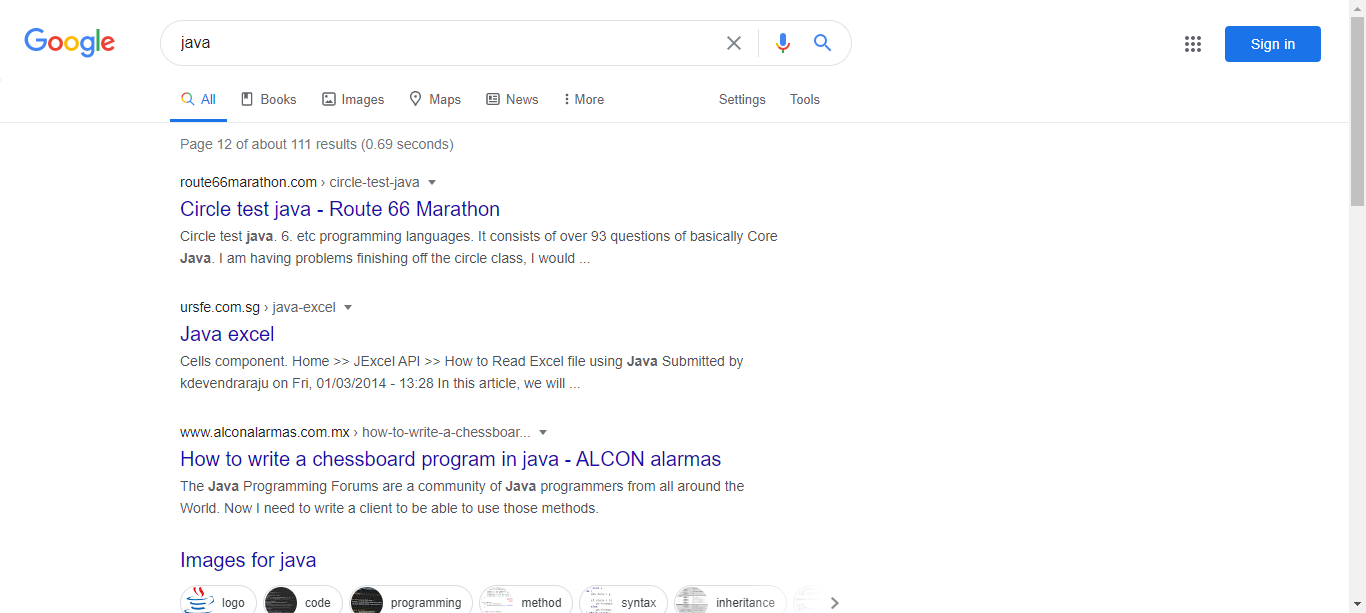 Google
java
Sign in
All
Books
Images
Maps
News
More
Settings
Tools
Page 12 of about 111 results (0.69 seconds)
route66marathon.com › circle-test-java
Circle test java - Route 66 Marathon
Circle test java. 6. etc programming languages. It consists of over 93 questions of basically Core
Java. I am having problems finishing off the circle class, I would ...
ursfe.com.sg › java-excel
Java excel
Cells component. Home >> JExcel API >> How to Read Excel file using Java Submitted by
kdevendraraju on Fri, 01/03/2014 - 13:28 In this article, we will ...
www.alconalarmas.com.mx › how-to-write-a-chessboar...
How to write a chessboard program in java - ALCON alarmas
The Java Programming Forums are a community of Java programmers from all around the
World. Now I need to write a client to be able to use those methods.
Images for java
logo
code
programming
method
syntax
inheritance